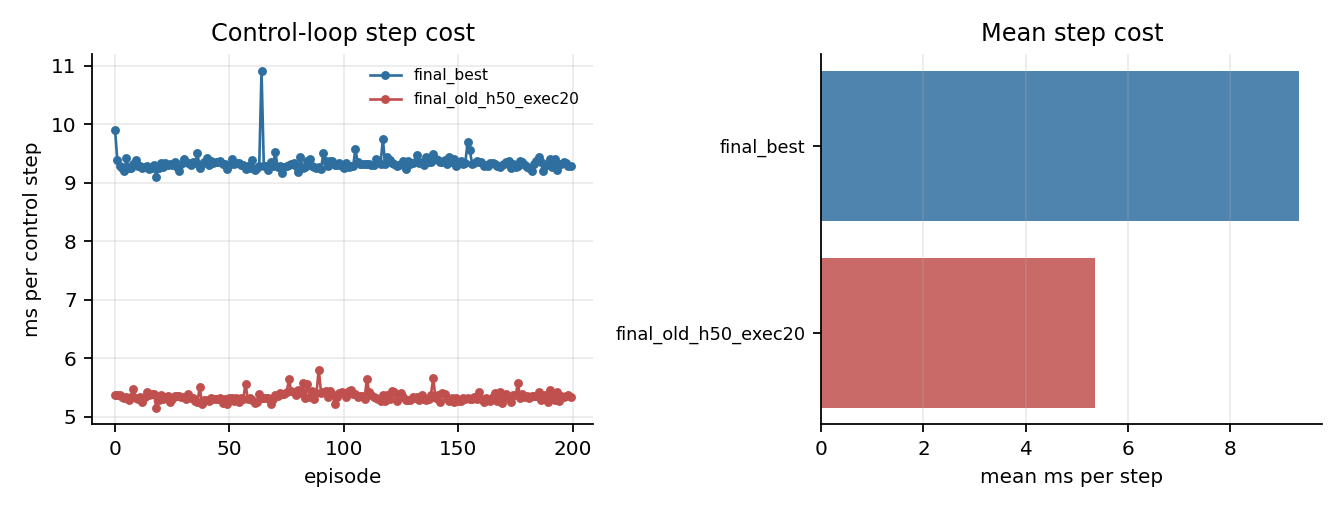 Control-loop step cost
ms per control step
11
10
9
8
7
6
5
final_best
final_old_h50_exec20
0 50 100 150 200
episode
Mean step cost
final_best
final_old_h50_exec20
0 2 4 6 8
mean ms per step